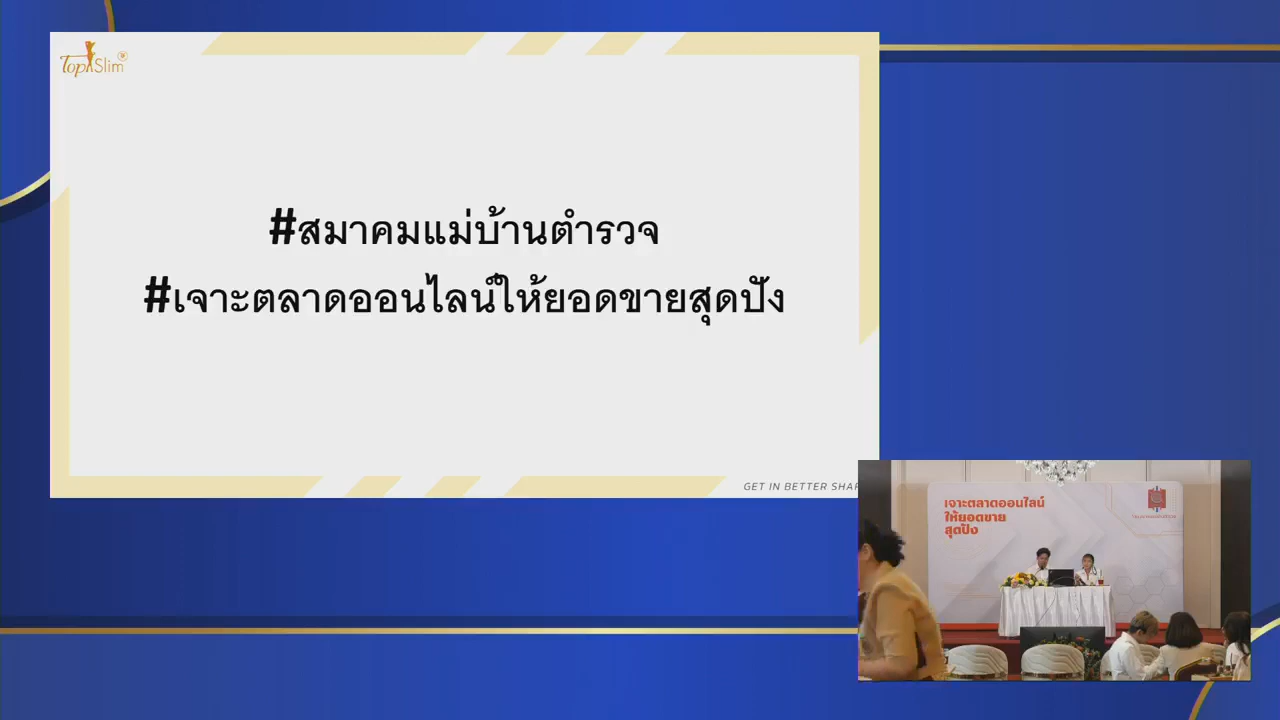 TopSlim
#สมาคมแม่บ้านตำรวจ
#เจาะตลาดออนไลน์ให้ยอดขายสุดปัง
GET IN BETTER SHAP
เจาะตลาดออนไลน์
ให้ยอดขาย
สุดปัง